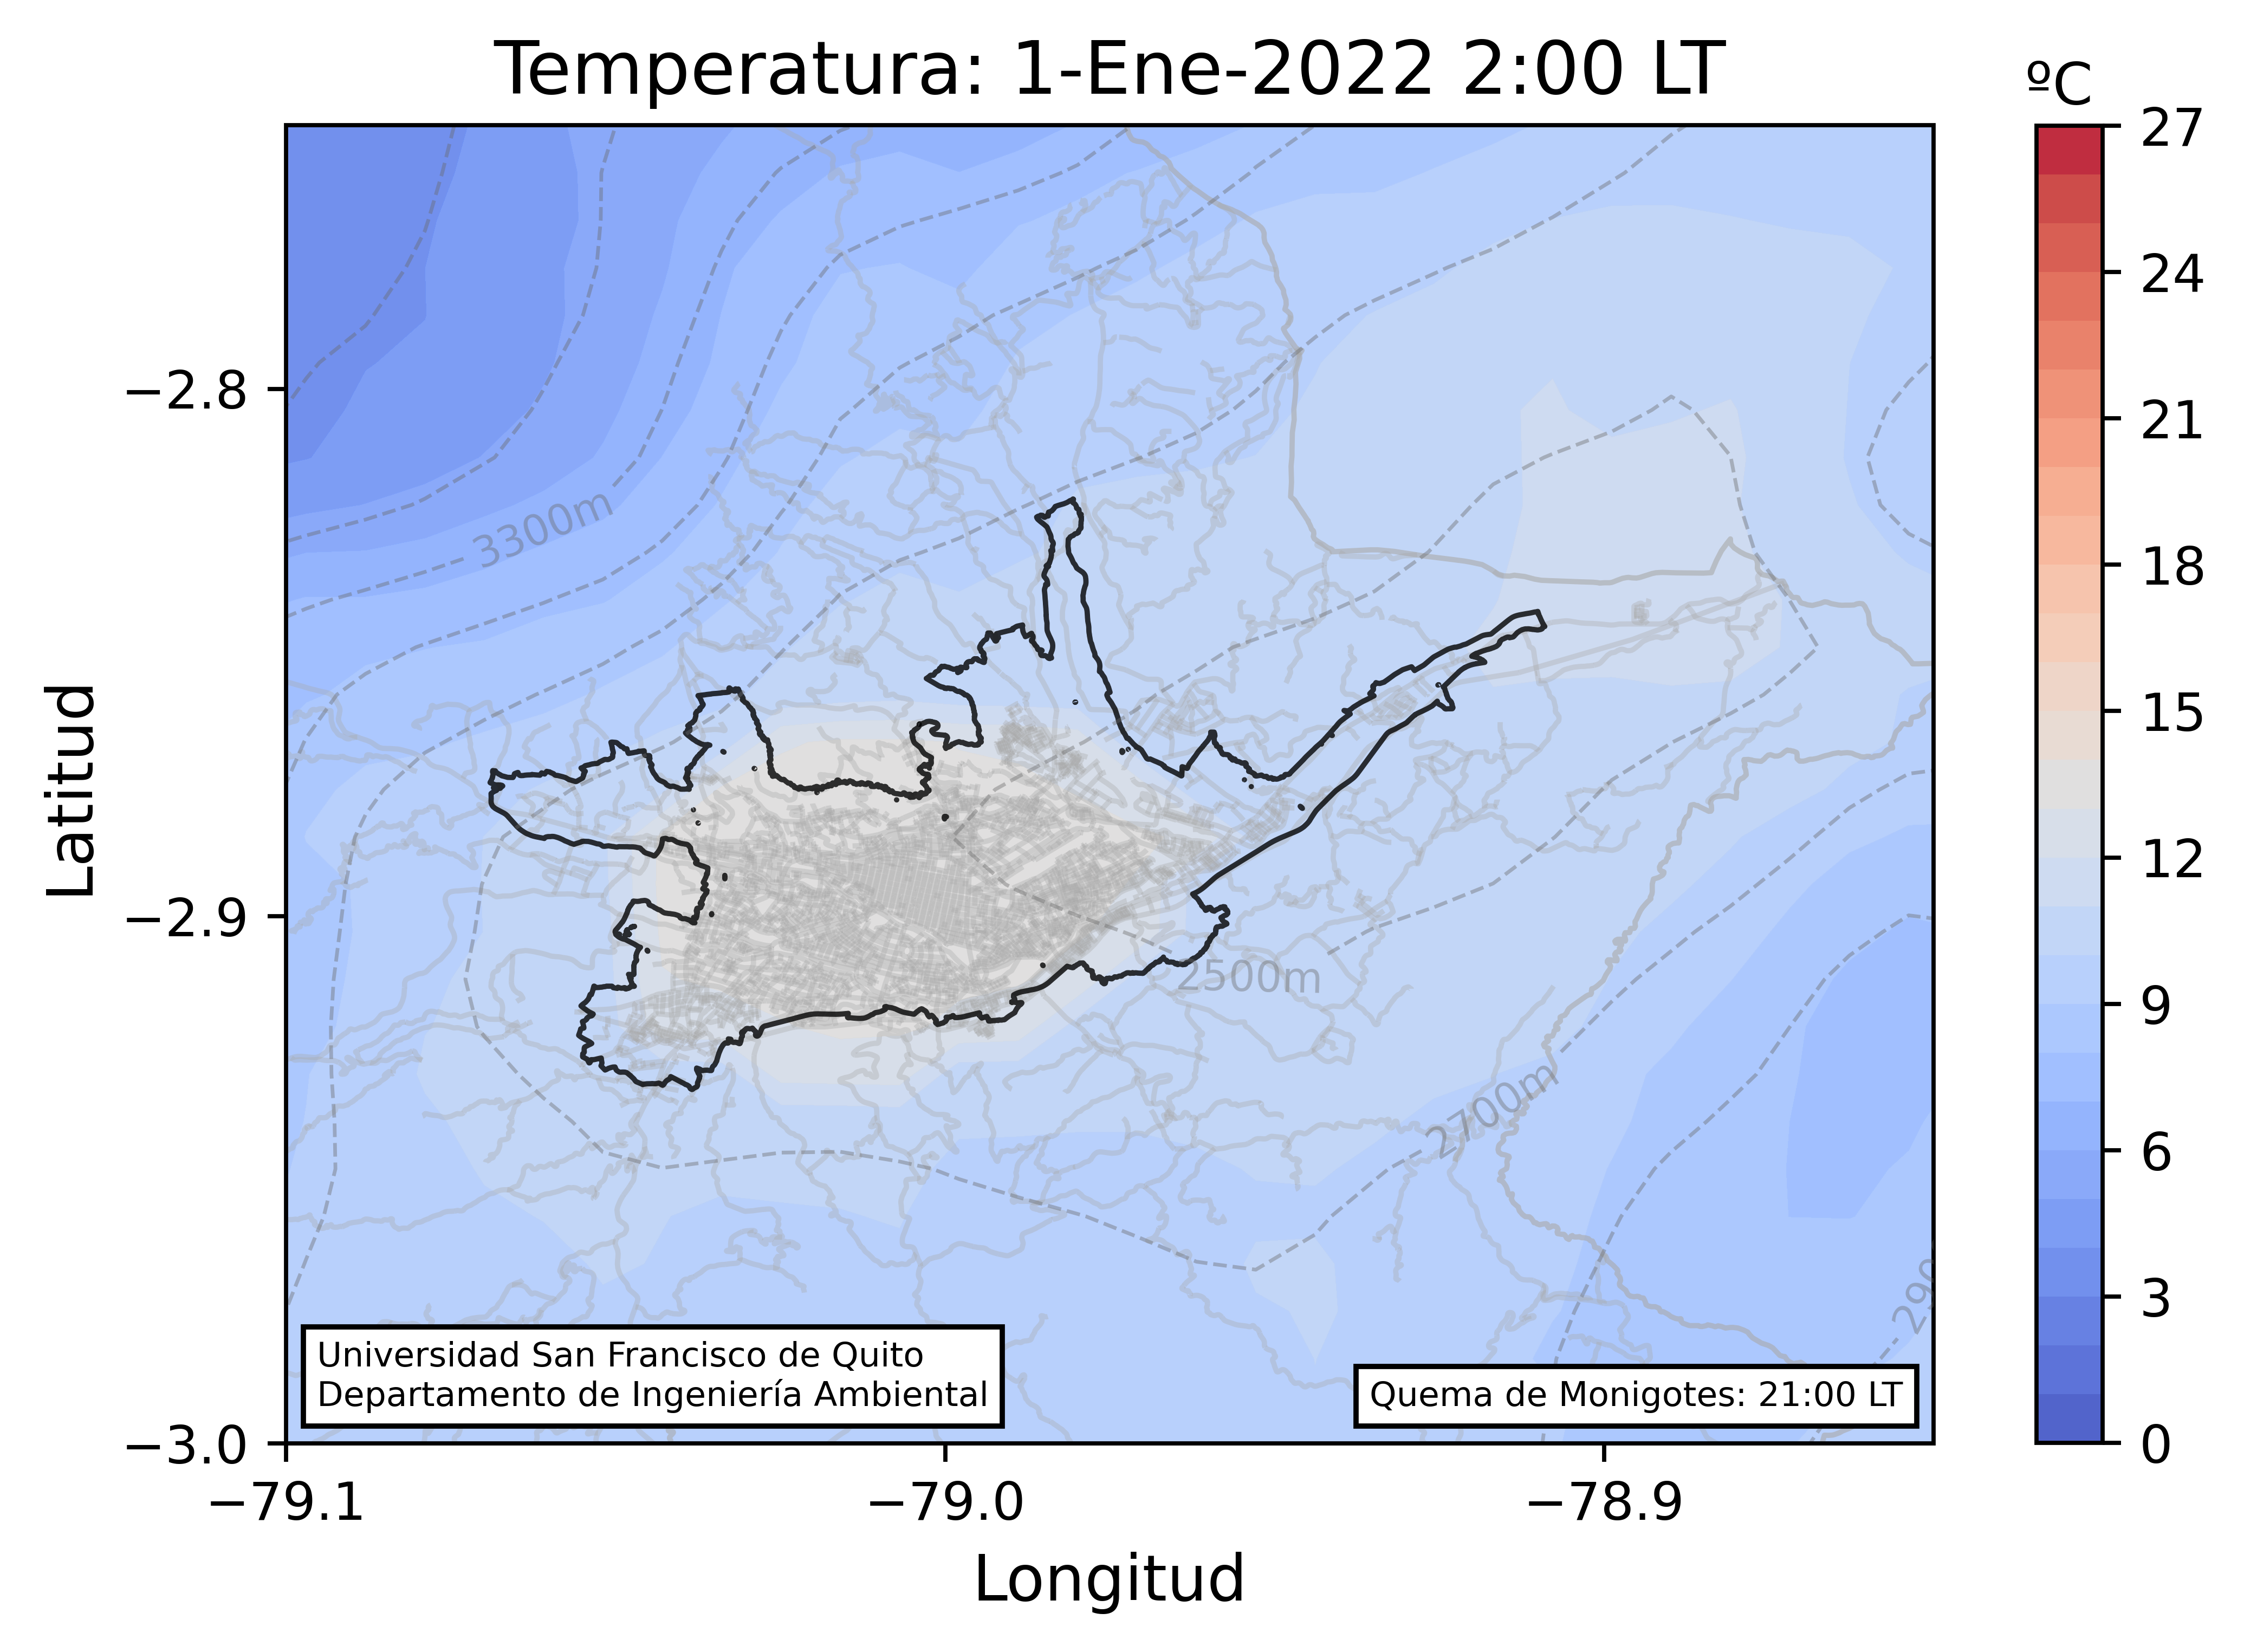 Temperatura: 1-Ene-2022 2:00 LT
ºC
27
24
21
18
15
12
9
6
3
0
Latitud
−2.8
−2.9
−3.0
3300m
2500m
2700m
290
Universidad San Francisco de Quito
Departamento de Ingeniería Ambiental
Quema de Monigotes: 21:00 LT
−79.1
−79.0
−78.9
Longitud